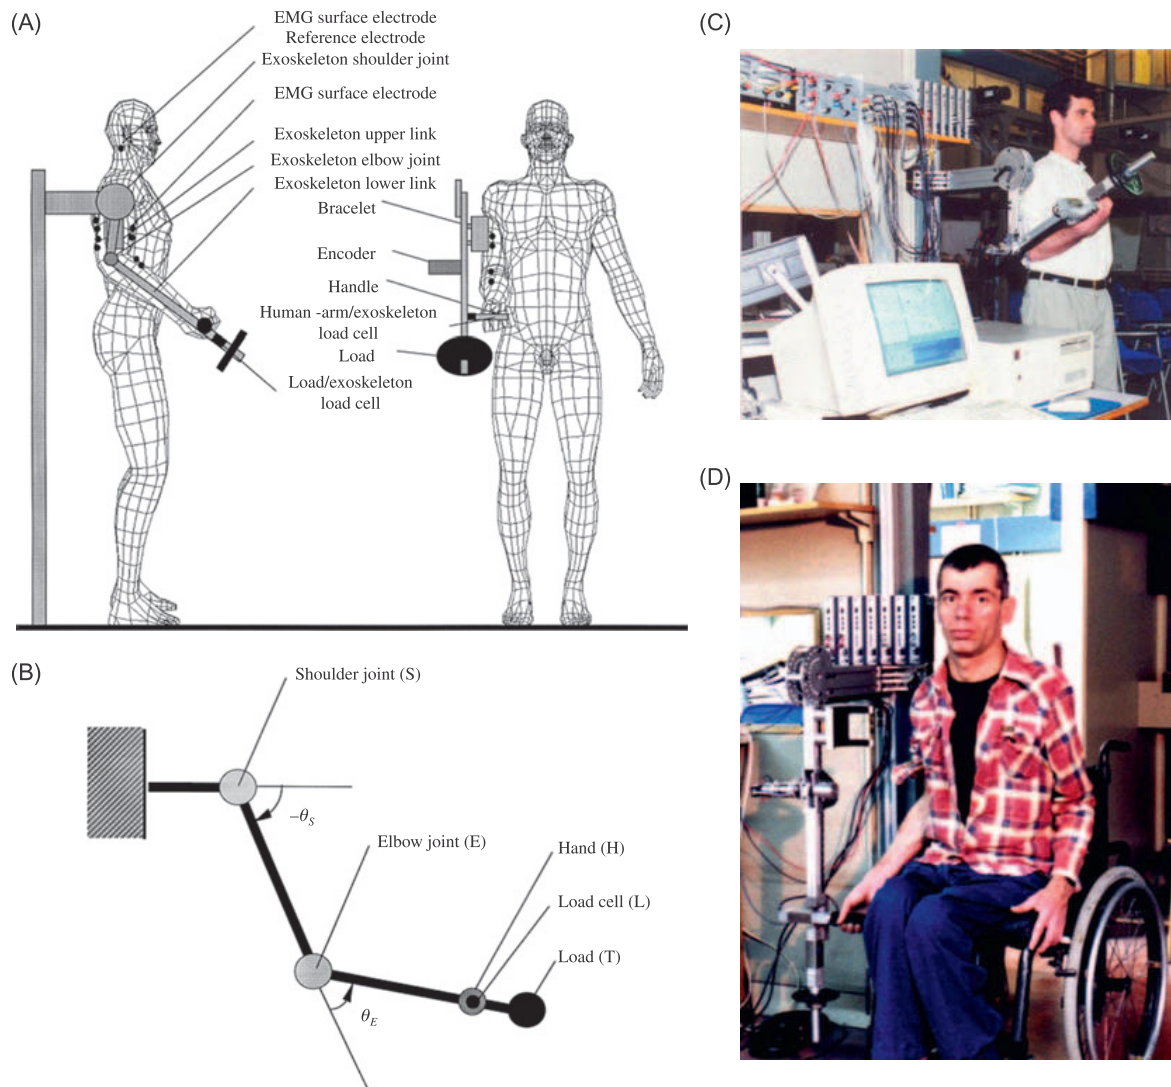 (A)
EMG surface electrode
Reference electrode
Exoskeleton shoulder joint
EMG surface electrode
Exoskeleton upper link
Exoskeleton elbow joint
Exoskeleton lower link
Bracelet
Encoder
Handle
Human -arm/exoskeleton
load cell
Load
Load/exoskeleton
load cell
(B)
Shoulder joint (S)
–θS
Elbow joint (E)
Hand (H)
Load cell (L)
Load (T)
θE
(C)
(D)